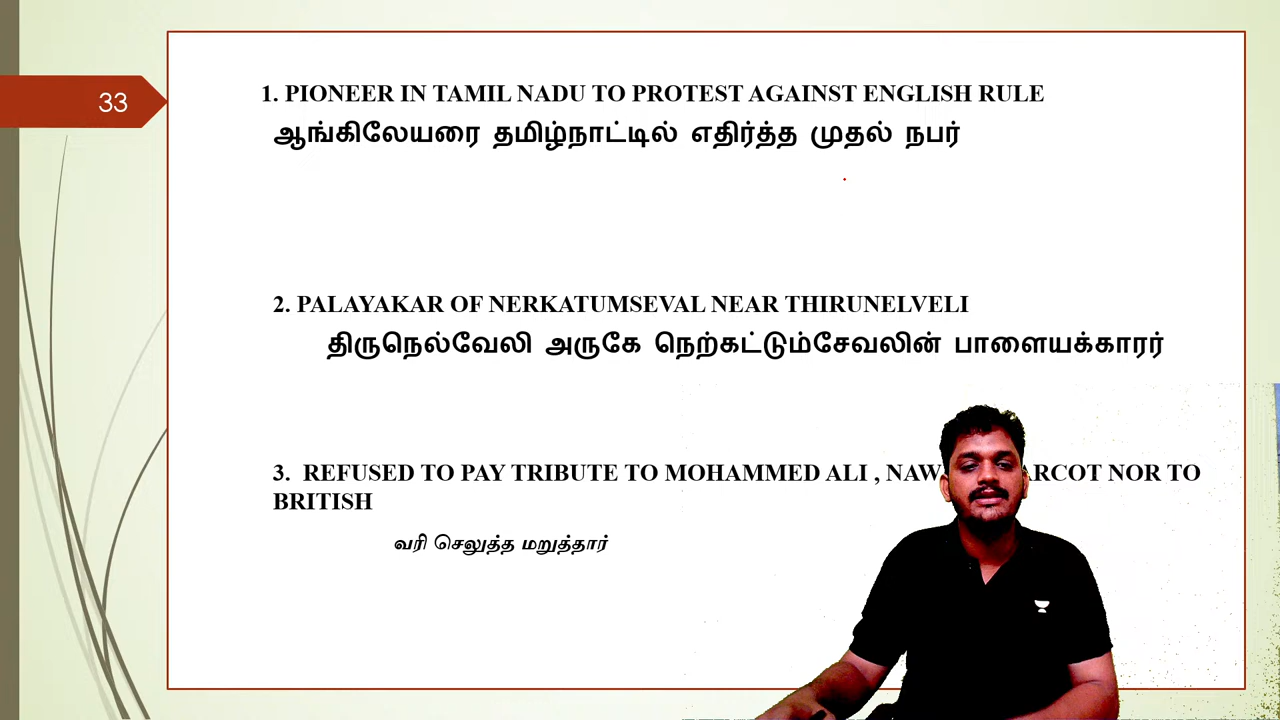 33
1. PIONEER IN TAMIL NADU TO PROTEST AGAINST ENGLISH RULE
ஆங்கிலேயரை தமிழ்நாட்டில் எதிர்த்த முதல் நபர்
2. PALAYAKAR OF NERKATUMSEVAL NEAR THIRUNELVELI
திருநெல்வேலி அருகே நெற்கட்டும்சேவலின் பாளையக்காரர்
3. REFUSED TO PAY TRIBUTE TO MOHAMMED ALI , NOR TO
BRITISH
வரி செலுத்த மறுத்தார்